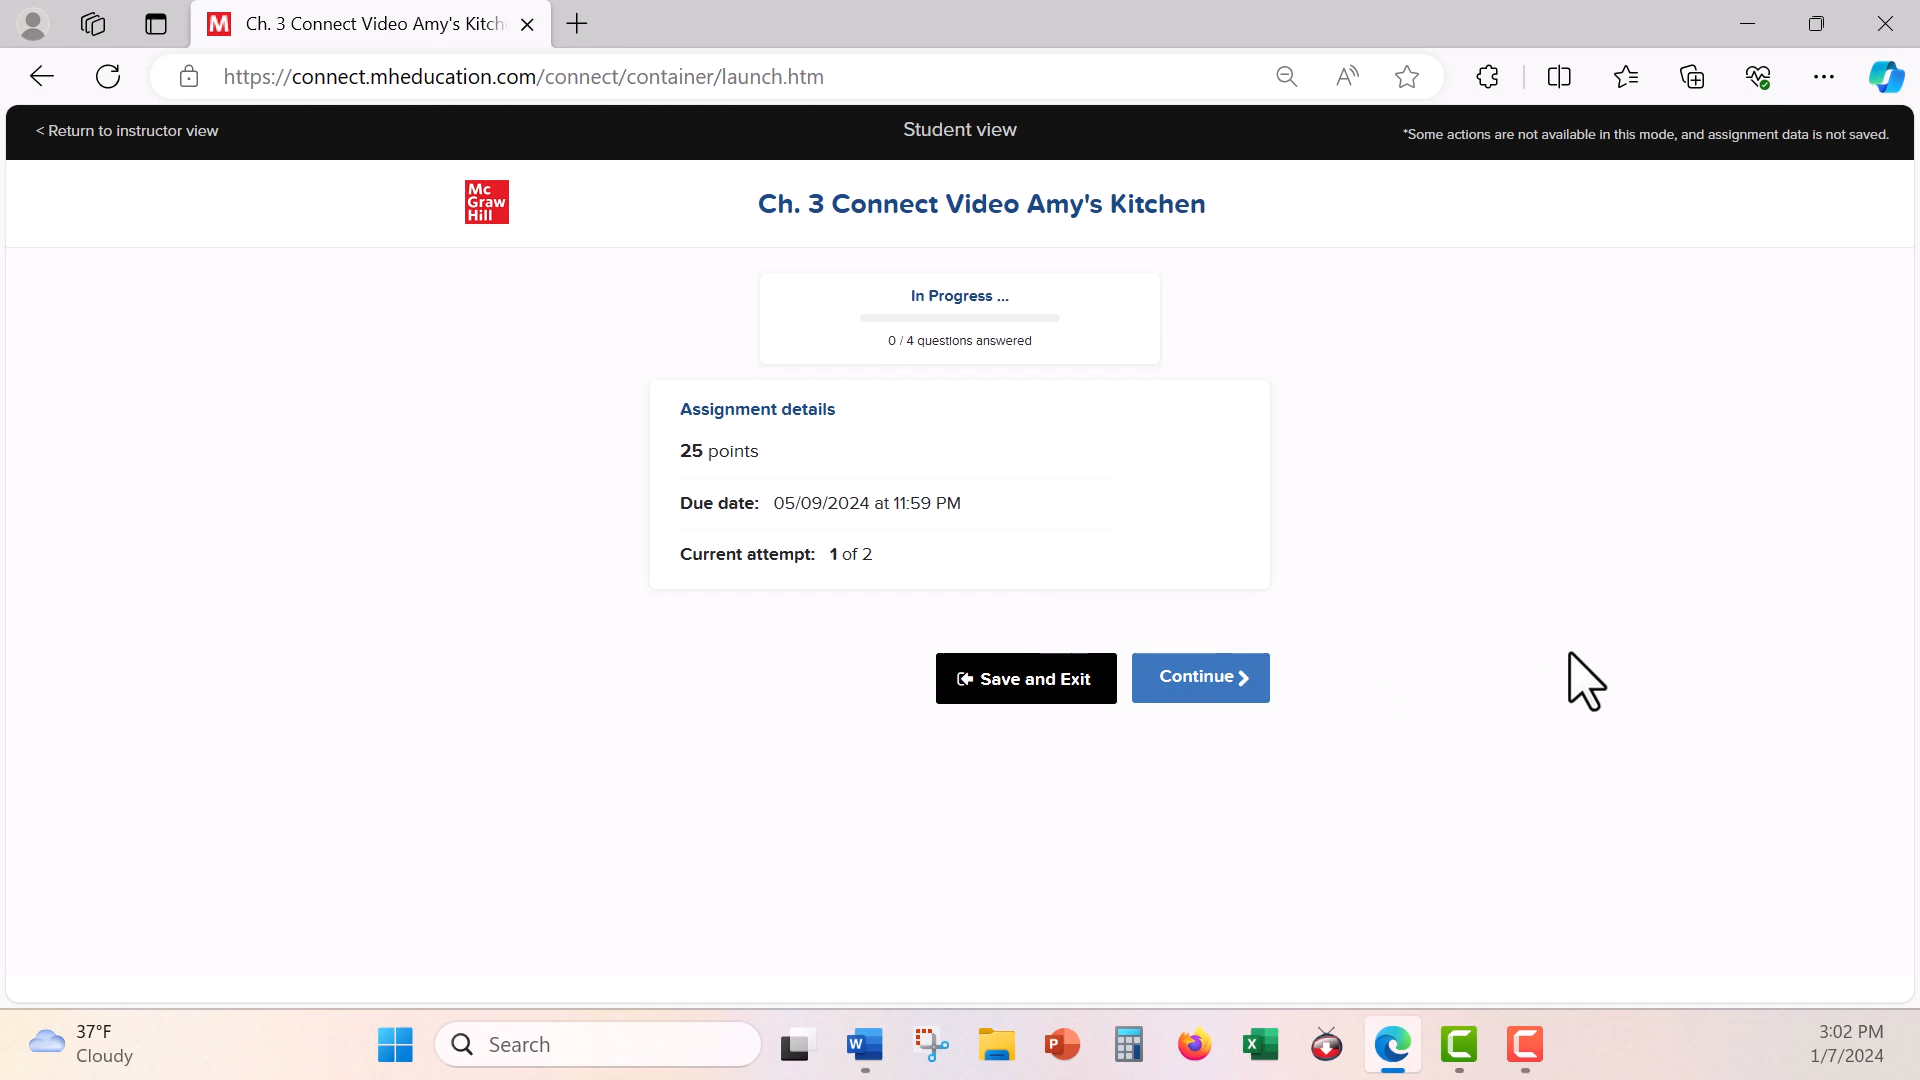 Ch. 3 Connect Video Amy's Kitch
https://connect.mheducation.com/connect/container/launch.htm
< Return to instructor view
Student view
*Some actions are not available in this mode, and assignment data is not saved.
Mc
Graw
Hill
Ch. 3 Connect Video Amy's Kitchen
In Progress ...
0 / 4 questions answered
Assignment details
25 points
Due date: 05/09/2024 at 11:59 PM
Current attempt: 1 of 2
Save and Exit
Continue
37°F
Cloudy
Search
3:02 PM
1/7/2024